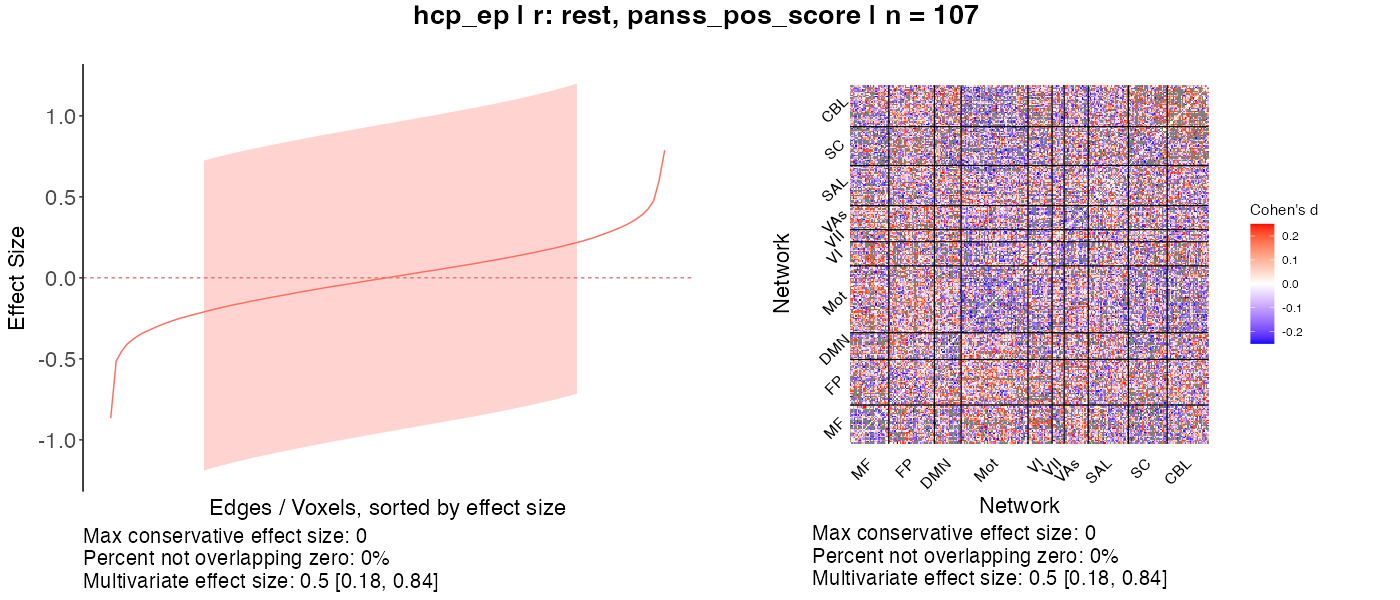 hcp_ep I r: rest, panss_pos_score I n = 107
Effect Size
1.0
0.5
0.0
-0.5
-1.0
Edges / Voxels, sorted by effect size
Max conservative effect size: 0
Percent not overlapping zero: 0%
Multivariate effect size: 0.5 [0.18, 0.84]
Network
CBL
SC
SAL
VAs
VII
VI
Mot
DMN
FP
MF
MF
FP
DMN
Mot
VI
VII
VAs
SAL
SC
CBL
Network
Max conservative effect size: 0
Percent not overlapping zero: 0%
Multivariate effect size: 0.5 [0.18, 0.84]
Cohen's d
0.2
0.1
0.0
-0.1
-0.2